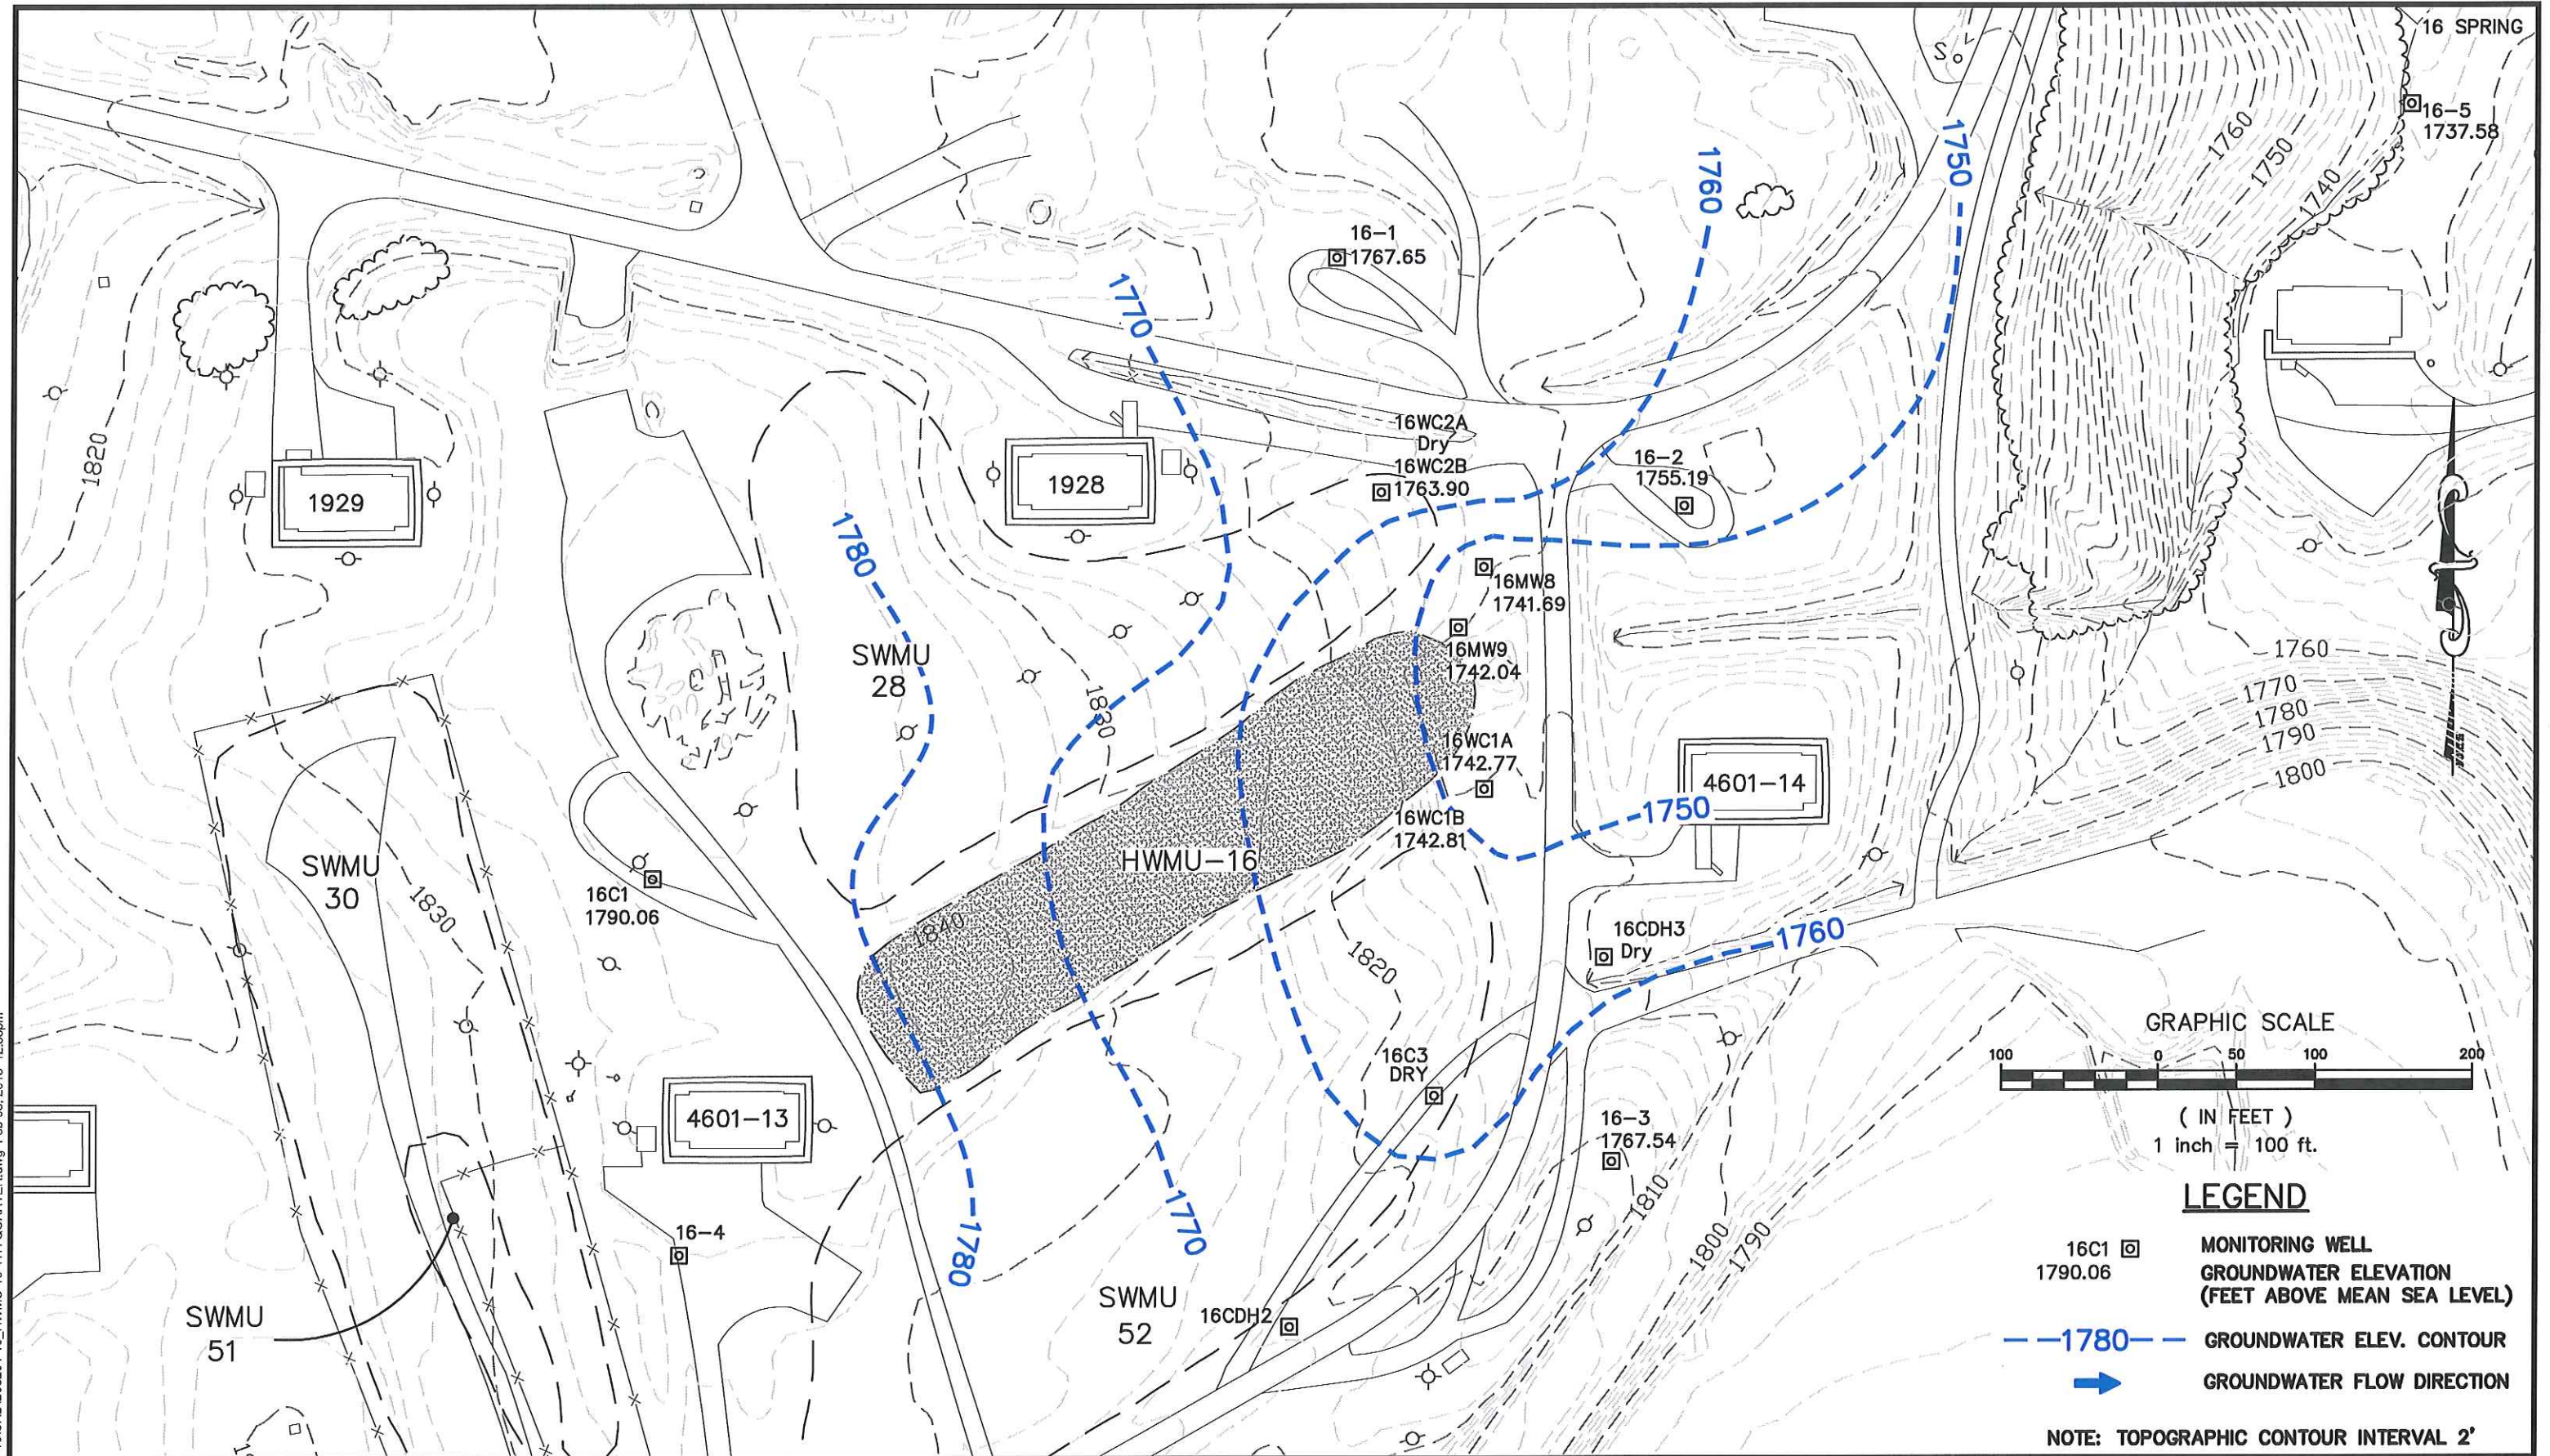 16 SPRING
16-5
1737.58
1760
1750
1740
1750
1760
16-1
1767.65
1770
1820
16WC2A
Dry
16WC2B
1763.90
16-2
1755.19
1929
1928
1780
16MW8
1741.69
16MW9
1742.04
SWMU
28
1830
1760
1770
1780
1790
1800
16WC1A
1742.77
4601-14
1750
16WC1B
1742.81
HWMU-16
SWMU
30
1830
16C1
1790.06
1840
1820
16CDH3
Dry
1760
GRAPHIC SCALE
100 0 50 100 200
( IN FEET )
1 inch = 100 ft.
16C3
DRY
4601-13
16-3
1767.54
1810
1800
1790
1780
1770
16-4
SWMU
51
SWMU
52
16CDH2
LEGEND
16C1
1790.06
MONITORING WELL
GROUNDWATER ELEVATION
(FEET ABOVE MEAN SEA LEVEL)
1780
GROUNDWATER ELEV. CONTOUR
GROUNDWATER FLOW DIRECTION
NOTE: TOPOGRAPHIC CONTOUR INTERVAL 2'